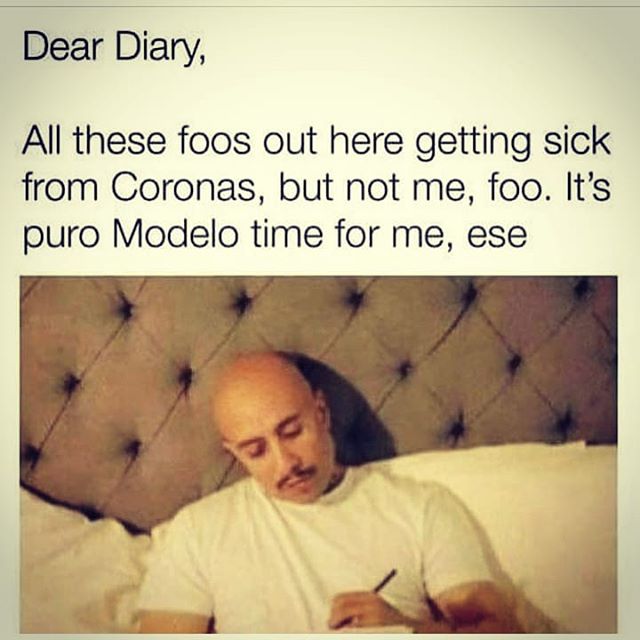 Dear Diary,
All these foos out here getting sick
from Coronas, but not me, foo. It's
puro Modelo time for me, ese